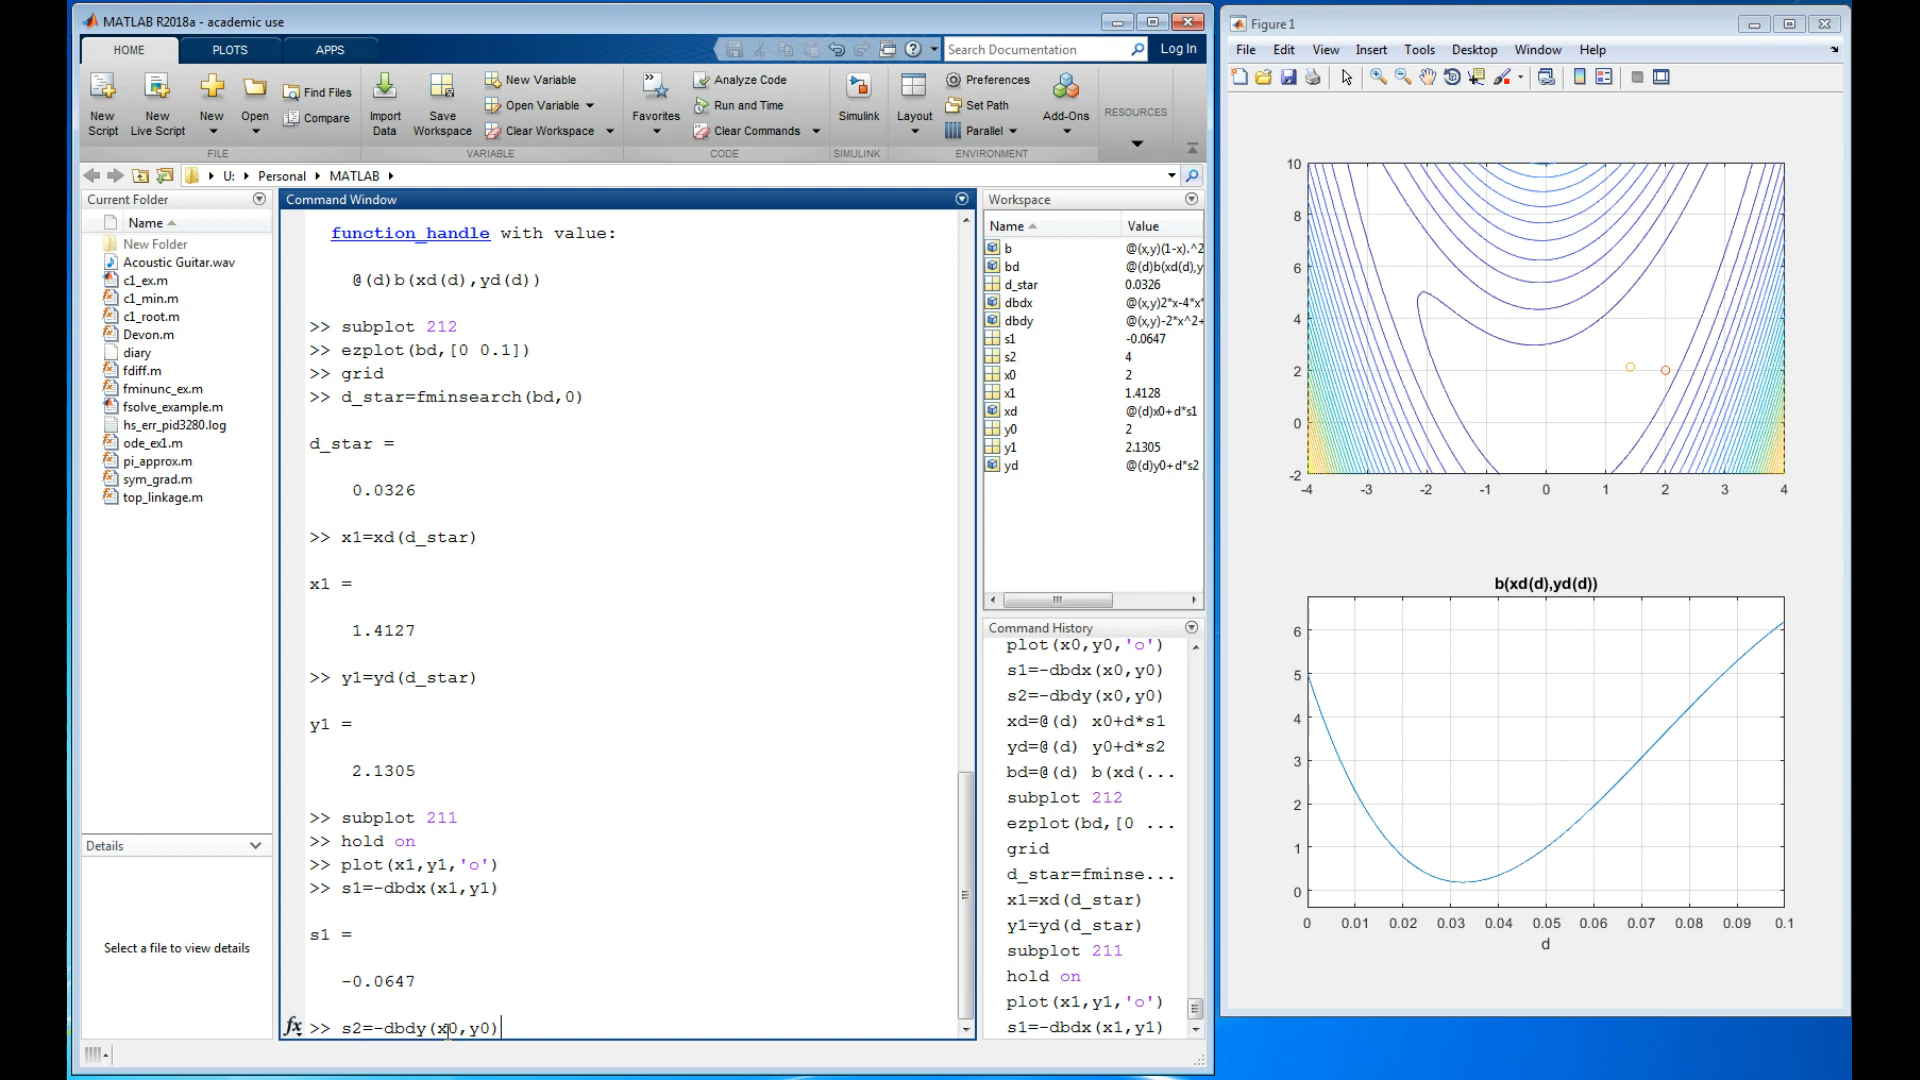 MATLAB R2018a - academic use
HOME
PLOTS
APPS
Search Documentation
Log In
New Script
New Live Script
New
Open
Find Files
Compare
Import Data
Save Workspace
New Variable
Open Variable
Clear Workspace
Favorites
Analyze Code
Run and Time
Clear Commands
Simulink
Layout
Preferences
Set Path
Parallel
Add-Ons
RESOURCES
FILE
VARIABLE
CODE
SIMULINK
ENVIRONMENT
U: Personal MATLAB
Current Folder
Name
New Folder
Acoustic Guitar.wav
c1_ex.m
c1_min.m
c1_root.m
Devon.m
diary
fdiff.m
fminunc_ex.m
fsolve_example.m
hs_err_pid3280.log
ode_ex1.m
pi_approx.m
sym_grad.m
top_linkage.m
Details
Select a file to view details
Command Window
function_handle with value:
@(d)b(xd(d),yd(d))
>> subplot 212
>> ezplot(bd,[0 0.1])
>> grid
>> d_star=fminsearch(bd,0)
d_star =
0.0326
>> x1=xd(d_star)
x1 =
1.4127
>> y1=yd(d_star)
y1 =
2.1305
>> subplot 211
>> hold on
>> plot(x1,y1,'o')
>> s1=-dbdx(x1,y1)
s1 =
-0.0647
fx >> s2=-dbdy(x0,y0)
Workspace
Name Value
b @(x,y)(1-x).^2
bd @(d)b(xd(d),y
d_star 0.0326
dbdx @(x,y)2*x-4*x*
dbdy @(x,y)-2*x^2+
s1 -0.0647
s2 4
x0 2
x1 1.4128
xd @(d)x0+d*s1
y0 2
y1 2.1305
yd @(d)y0+d*s2
Command History
plot(x0,y0,'o')
s1=-dbdx(x0,y0)
s2=-dbdy(x0,y0)
xd=@(d) x0+d*s1
yd=@(d) y0+d*s2
bd=@(d) b(xd(...
subplot 212
ezplot(bd,[0 ...
grid
d_star=fminse...
x1=xd(d_star)
y1=yd(d_star)
subplot 211
hold on
plot(x1,y1,'o')
s1=-dbdx(x1,y1)
Figure 1
File Edit View Insert Tools Desktop Window Help
10
8
6
4
2
0
-2
-4 -3 -2 -1 0 1 2 3 4
b(xd(d),yd(d))
6
5
4
3
2
1
0
0 0.01 0.02 0.03 0.04 0.05 0.06 0.07 0.08 0.09 0.1
d